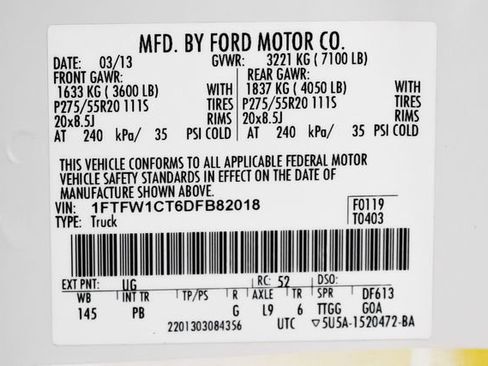 MFD. BY FORD MOTOR CO.
DATE: 03/13 GVWR: 3221 KG ( 7100 LB)
FRONT GAWR: REAR GAWR:
1633 KG ( 3600 LB) WITH 1837 KG ( 4050 LB) WITH
P275/55R20 111S TIRES P275/55R20 111S TIRES
20x8.5J RIMS 20x8.5J RIMS
AT 240 kPa/ 35 PSI COLD AT 240 kPa/ 35 PSI COLD
THIS VEHICLE CONFORMS TO ALL APPLICABLE FEDERAL MOTOR
VEHICLE SAFETY STANDARDS IN EFFECT ON THE DATE OF
MANUFACTURE SHOWN ABOVE.
VIN: 1FTFW1CT6DFB82018 F0119
TYPE: Truck T0403
EXT PNT: UG RC: 52 DSO:
WB INT TR TP/PS R AXLE TR SPR DF613
145 PB G L9 6 TTGG GOA
2201303084356 UTC ▽5U5A-1520472-BA